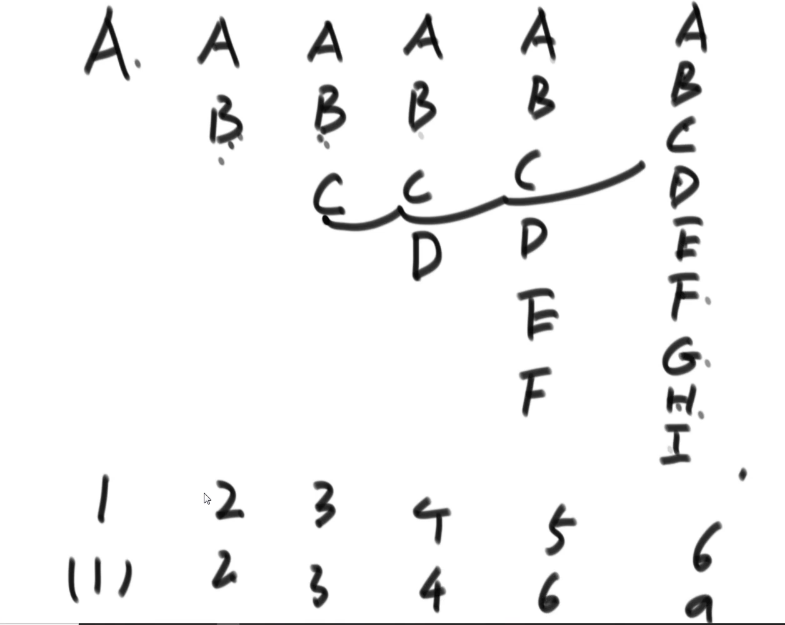 A. A A A A A
B B B B B
C C C C
D D D
E E
F F
G
H
I
1 2 3 4 5 6
(1) 2 3 4 6 9